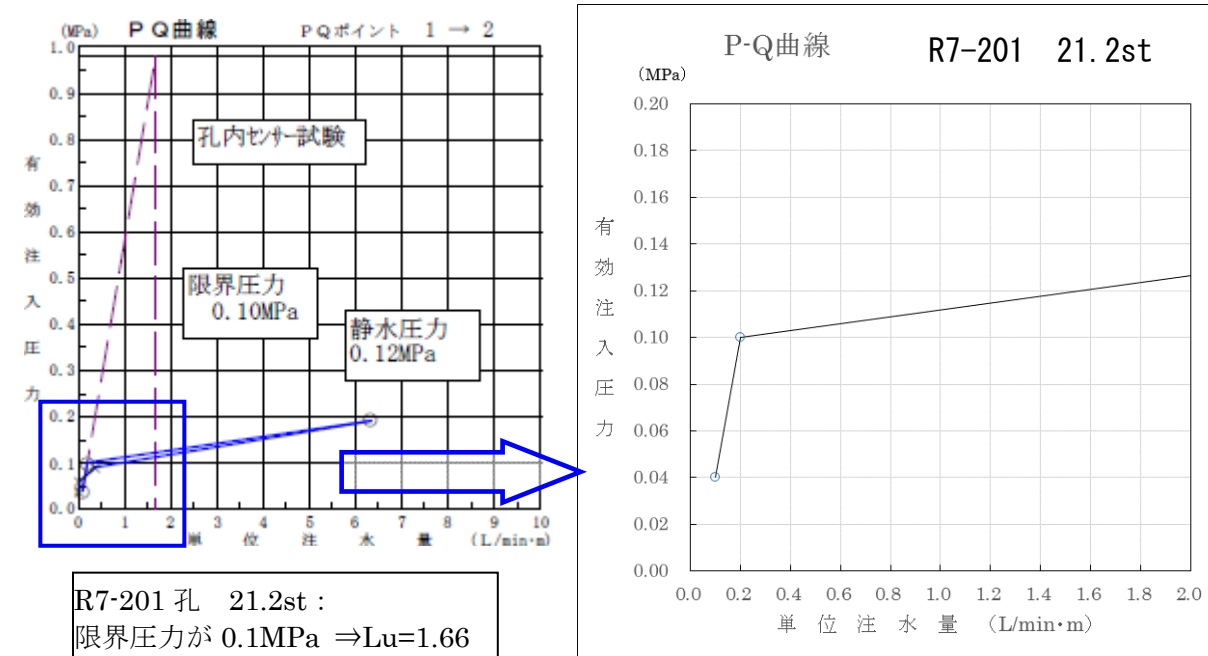 (MPa) ＰＱ曲線 ＰＱポイント 1 → 2
1.0
0.9
0.8
0.7
0.6
0.5
0.4
0.3
0.2
0.1
0.0
有効注入圧力
孔内センサー試験
限界圧力
0.10MPa
静水圧力
0.12MPa
0 1 2 3 4 5 6 7 8 9 10
単位注水量 (L/min·m)
R7-201 孔 21.2st：
限界圧力が 0.1MPa ⇒Lu=1.66
P-Q曲線 R7-201 21.2st
(MPa)
0.20
0.18
0.16
0.14
0.12
0.10
0.08
0.06
0.04
0.02
0.00
有効注入圧力
0.0 0.2 0.4 0.6 0.8 1.0 1.2 1.4 1.6 1.8 2.0
単位注水量 (L/min·m)